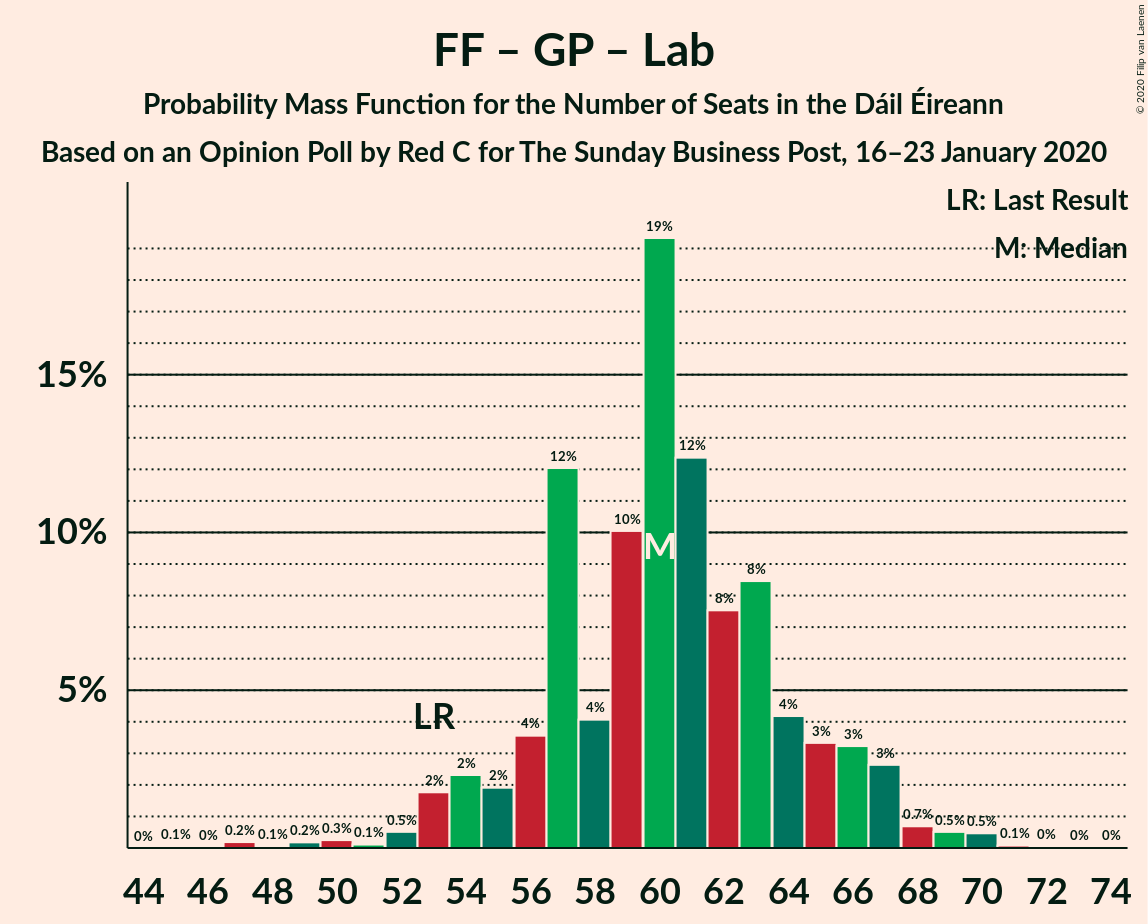 FF – GP – Lab
Probability Mass Function for the Number of Seats in the Dáil Éireann
Based on an Opinion Poll by Red C for The Sunday Business Post, 16–23 January 2020
© 2020 Filip van Laenen
LR: Last Result
M: Median
15%
10%
5%
0% 0.1% 0% 0.2% 0.1% 0.2% 0.3% 0.1% 0.5% 2% 2% 2% 4% 12% 4% 10% 19% 12% 8% 8% 4% 3% 3% 3% 0.7% 0.5% 0.5% 0.1% 0% 0% 0%
LR
M
44 46 48 50 52 54 56 58 60 62 64 66 68 70 72 74